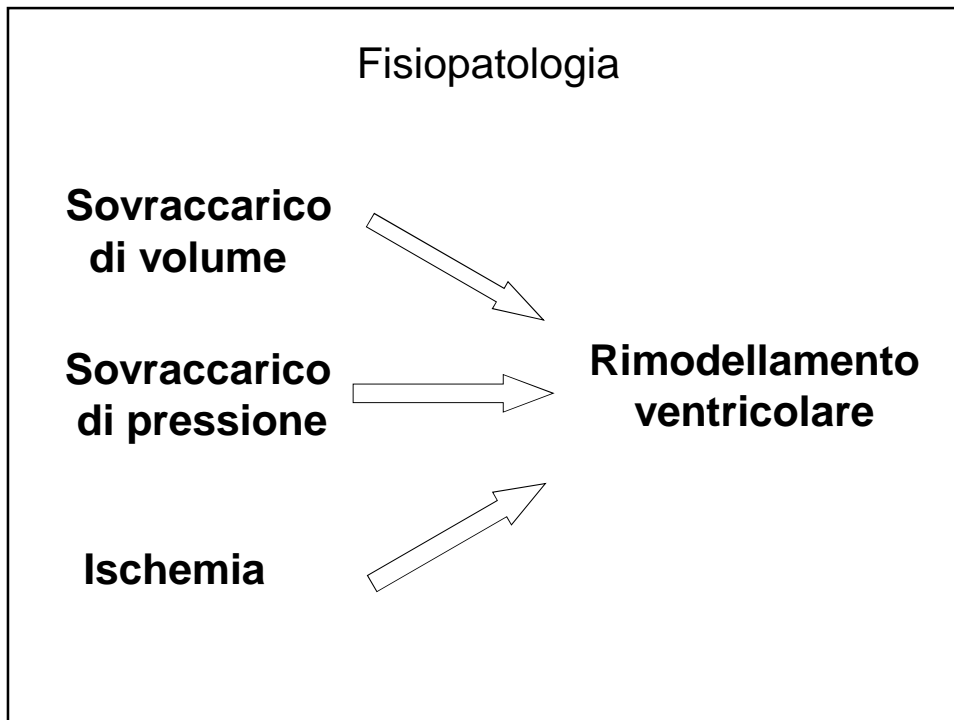 Fisiopatologia
Sovraccarico
di volume
Sovraccarico
di pressione
Ischemia
Rimodellamento
ventricolare